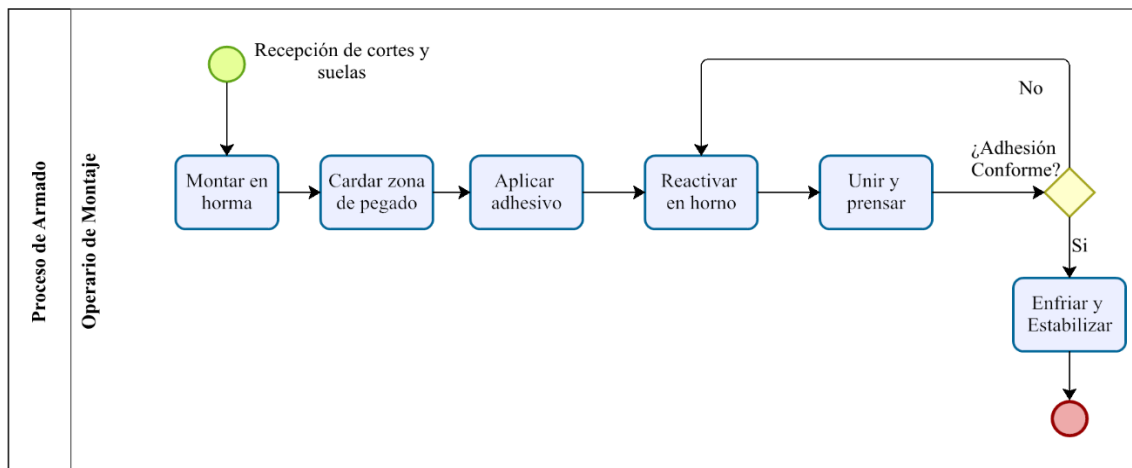 Proceso de Armado
Operario de Montaje
Recepción de cortes y
suelas
Montar en
horma
Cardar zona
de pegado
Aplicar
adhesivo
Reactivar
en horno
Unir y
prensar
¿Adhesión
Conforme?
No
Si
Enfriar y
Estabilizar